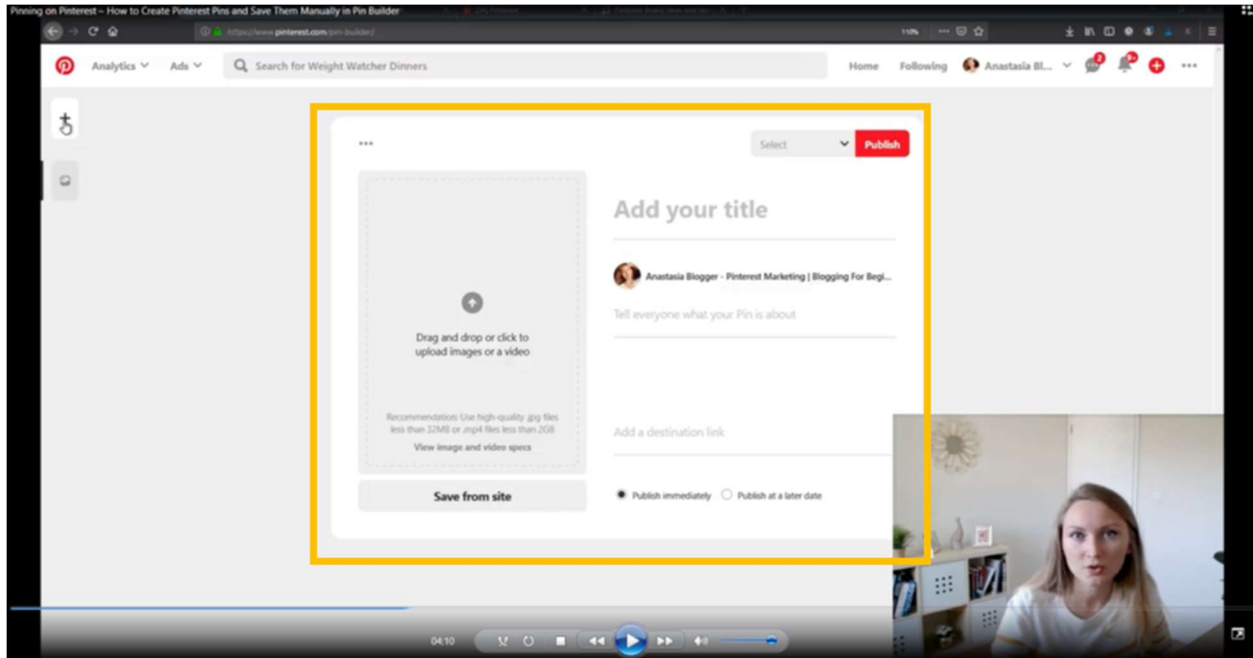 Pinning on Pinterest – How to Create Pinterest Pins and Save Them Manually in Pin Builder
https://www.pinterest.com/pin-builder/
110%
Analytics
Ads
Search for Weight Watcher Dinners
Home
Following
Anastasia Bl...
2
9+
Select
Publish
Add your title
Anastasia Blogger - Pinterest Marketing | Blogging For Begi...
Tell everyone what your Pin is about
Drag and drop or click to
upload images or a video
Recommendation: Use high-quality .jpg files
less than 32MB or .mp4 files less than 2GB
View image and video specs
Add a destination link
Save from site
Publish immediately
Publish at a later date
04:10